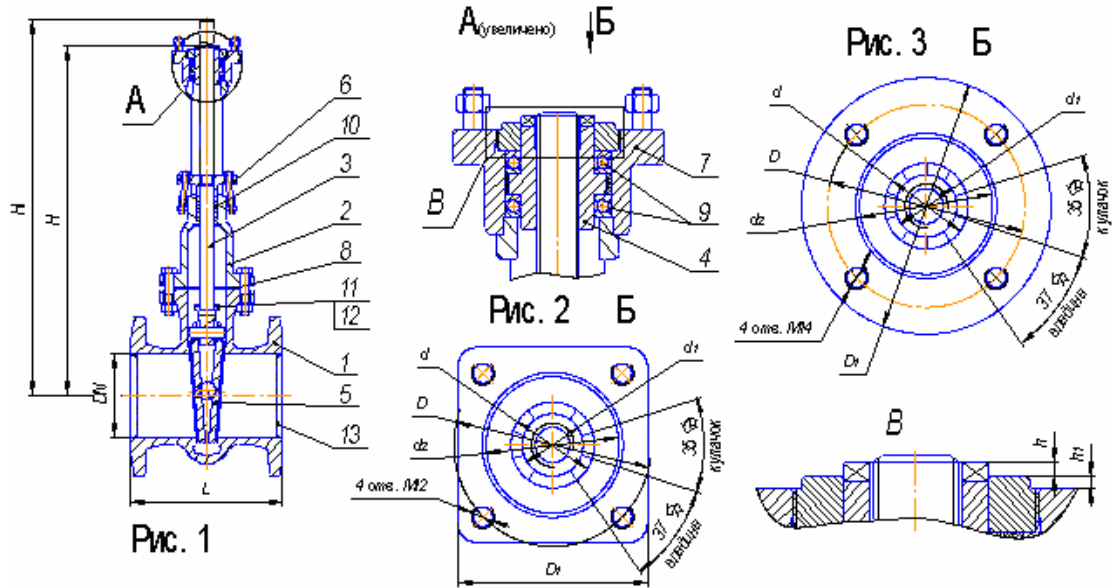 А(увеличено)
Б
Рис. 3
Б
H
H
А
6
10
3
2
8
11
12
1
5
13
DN
L
Рис. 1
В
7
9
4
Рис. 2
Б
d
d1
D
d2
4 отв. М12
D1
35
кулачок
37
впадина
d
d1
D
d2
4 отв. М14
D1
35
кулачок
37
впадина
В
h
h1